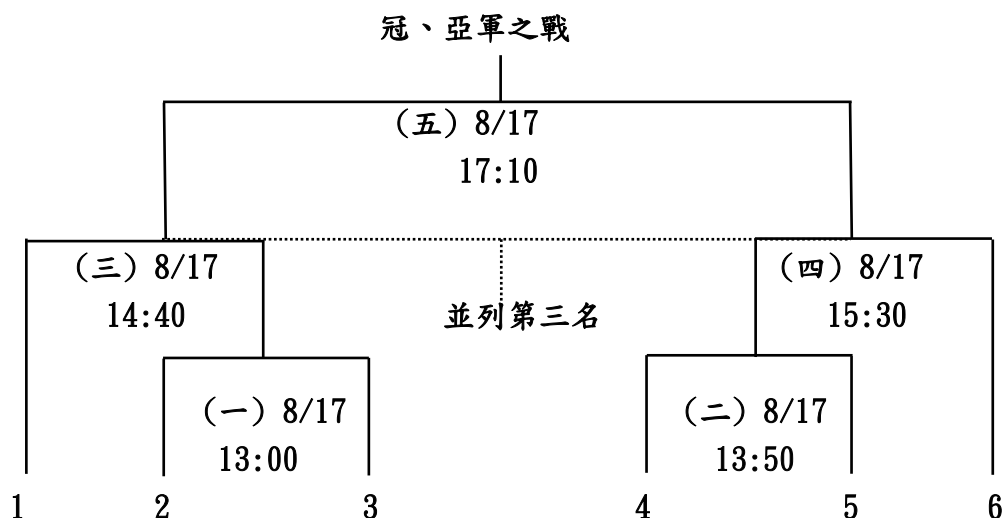 冠、亞軍之戰
（五）8/17
17:10
（三）8/17
14:40
並列第三名
（四）8/17
15:30
（一）8/17
13:00
（二）8/17
13:50
1 2 3 4 5 6